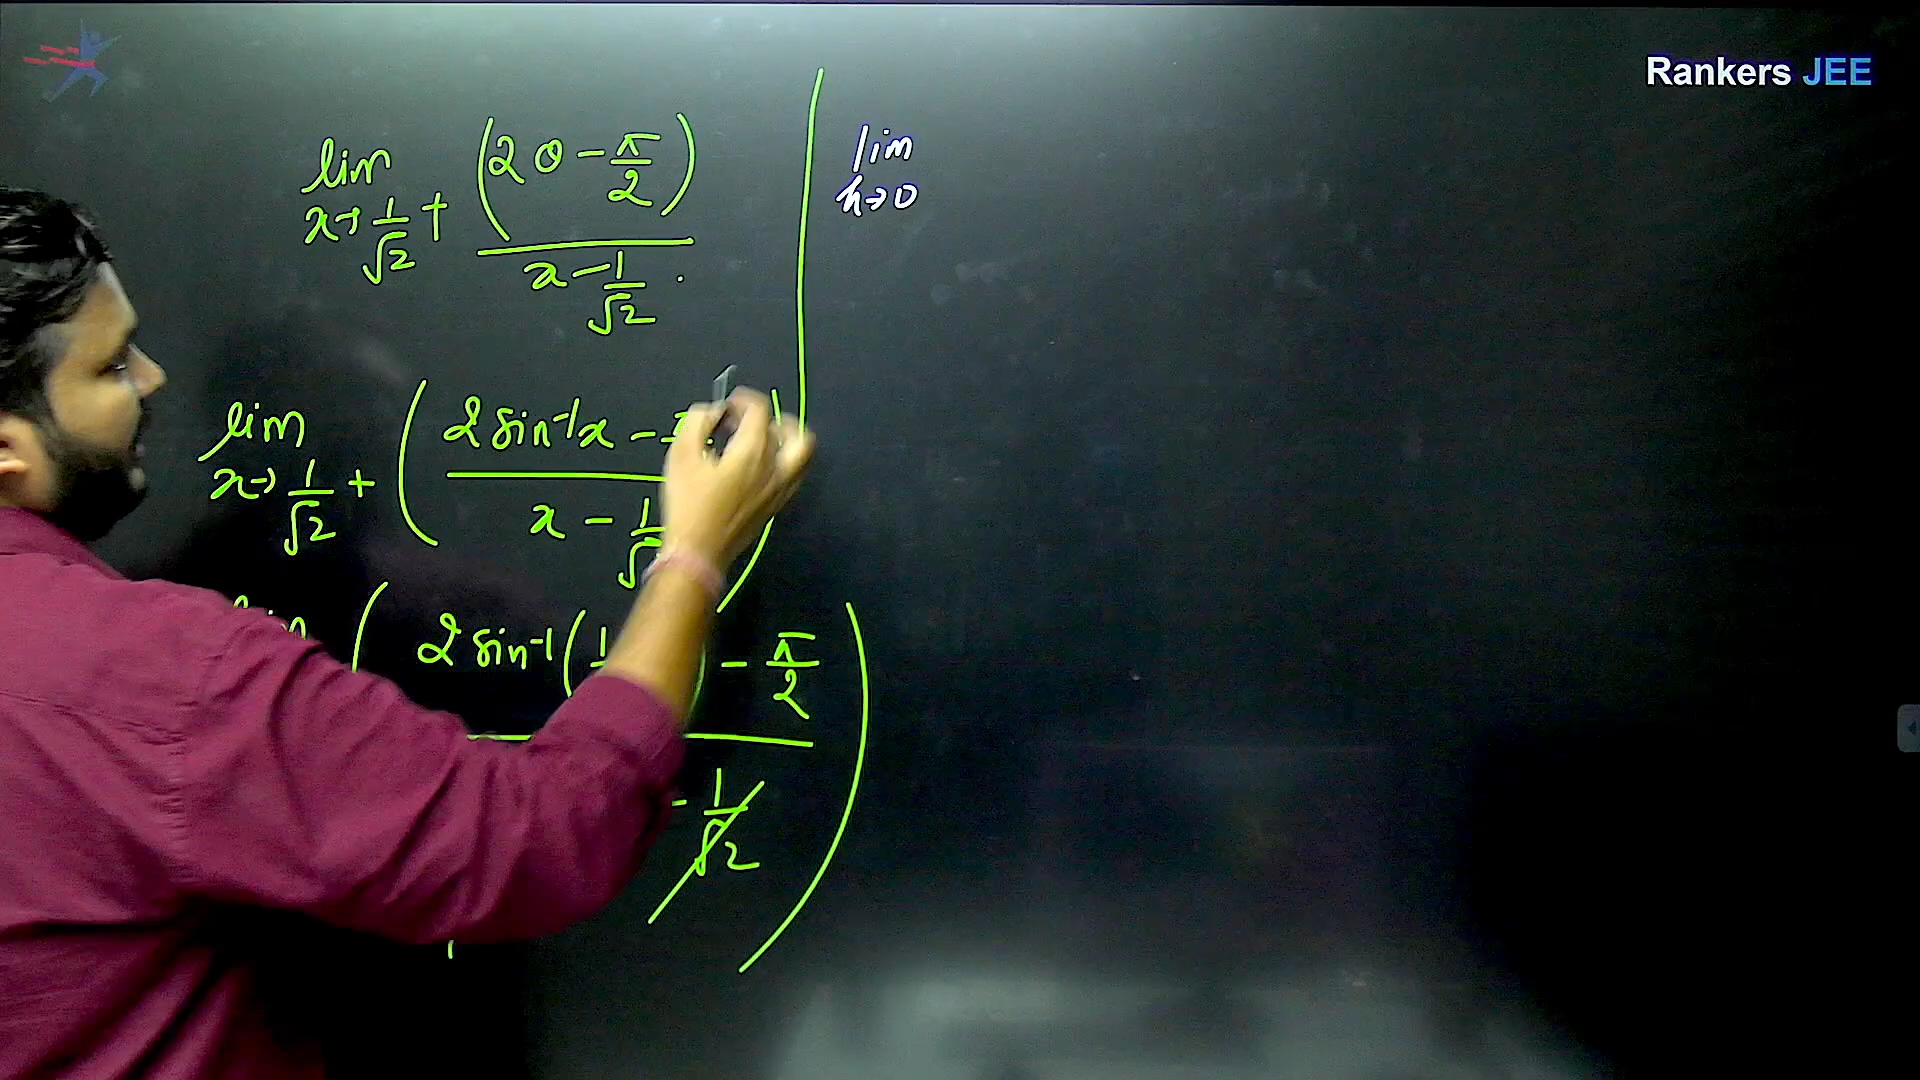 Rankers JEE
lim x→1/√2+ (2θ-π/2)/(x-1/√2)
lim x→1/√2+ (2sin⁻¹x-
x-1/√
2sin⁻¹(1
) - π/2)
- 1/√2
lim h→0